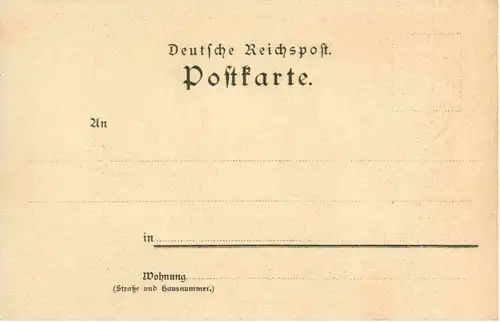 Deutsche Reichspost.
Postkarte.
An
in
Wohnung
(Straße und Hausnummer.)